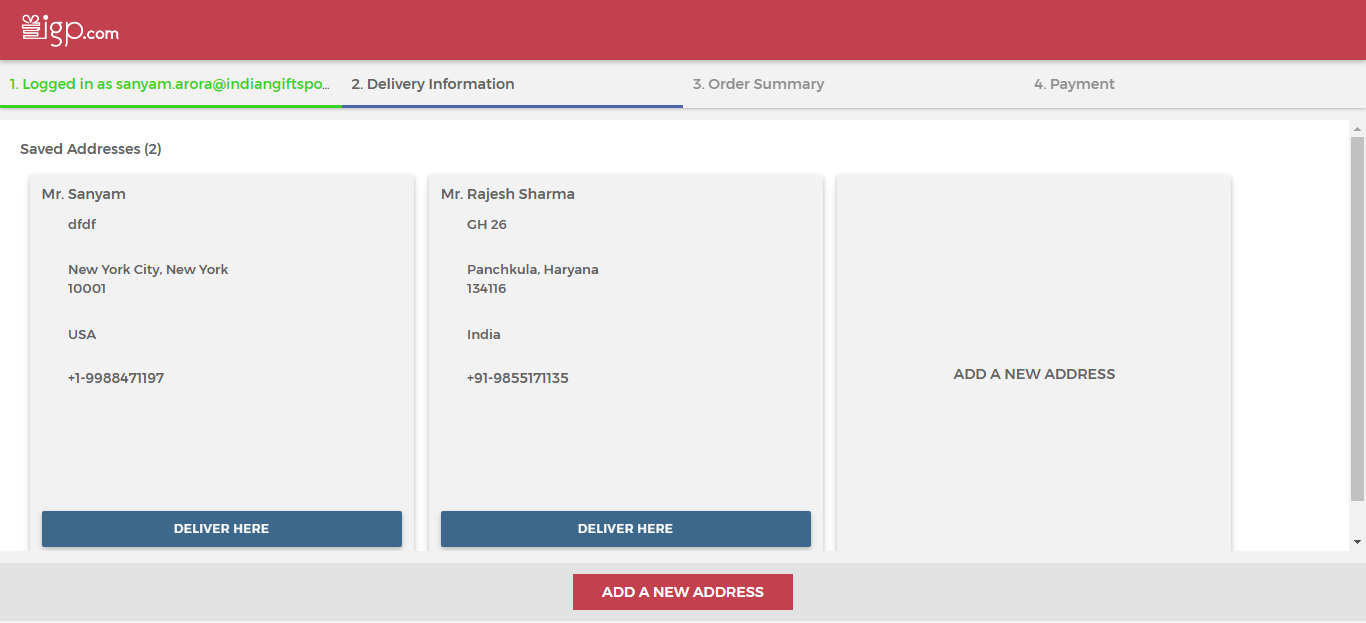 igp.com
1. Logged in as sanyam.arora@indiangiftspo...
2. Delivery Information
3. Order Summary
4. Payment
Saved Addresses (2)
Mr. Sanyam
dfdf
New York City, New York
10001
USA
+1-9988471197
DELIVER HERE
Mr. Rajesh Sharma
GH 26
Panchkula, Haryana
134116
India
+91-9855171135
DELIVER HERE
ADD A NEW ADDRESS
ADD A NEW ADDRESS